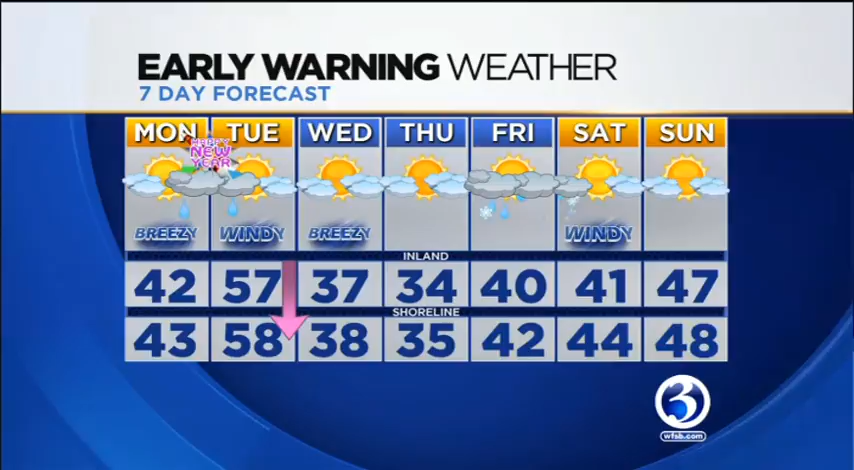 EARLY WARNING WEATHER
7 DAY FORECAST
MON TUE WED THU FRI SAT SUN
HAPPY
NEW
YEAR
BREEZY WINDY BREEZY WINDY
INLAND
42 57 37 34 40 41 47
SHORELINE
43 58 38 35 42 44 48
3
wfsb.com